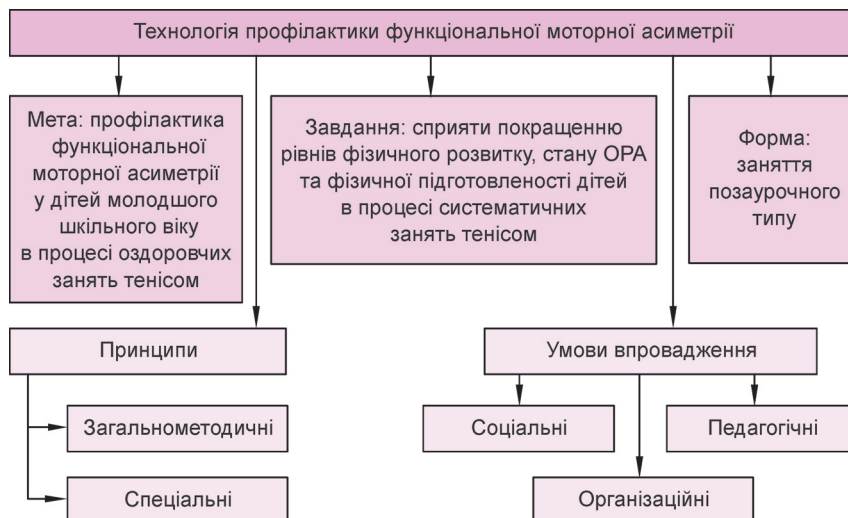 Технологія профілактики функціональної моторної асиметрії
Мета: профілактика
функціональної
моторної асиметрії
у дітей молодшого
шкільного віку
в процесі оздоровчих
занять тенісом
Завдання: сприяти покращенню
рівнів фізичного розвитку, стану ОРА
та фізичної підготовленості дітей
в процесі систематичних
занять тенісом
Форма:
заняття
позаурочного
типу
Принципи
Загальнометодичні
Спеціальні
Умови впровадження
Соціальні
Педагогічні
Організаційні